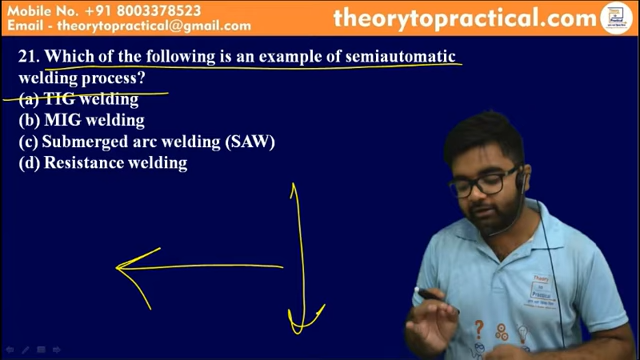 Mobile No. +91 8003378523
Email - theorytopractical@gmail.com
theorytopractical.com
21. Which of the following is an example of semiautomatic
welding process?
(a) TIG welding
(b) MIG welding
(c) Submerged arc welding (SAW)
(d) Resistance welding